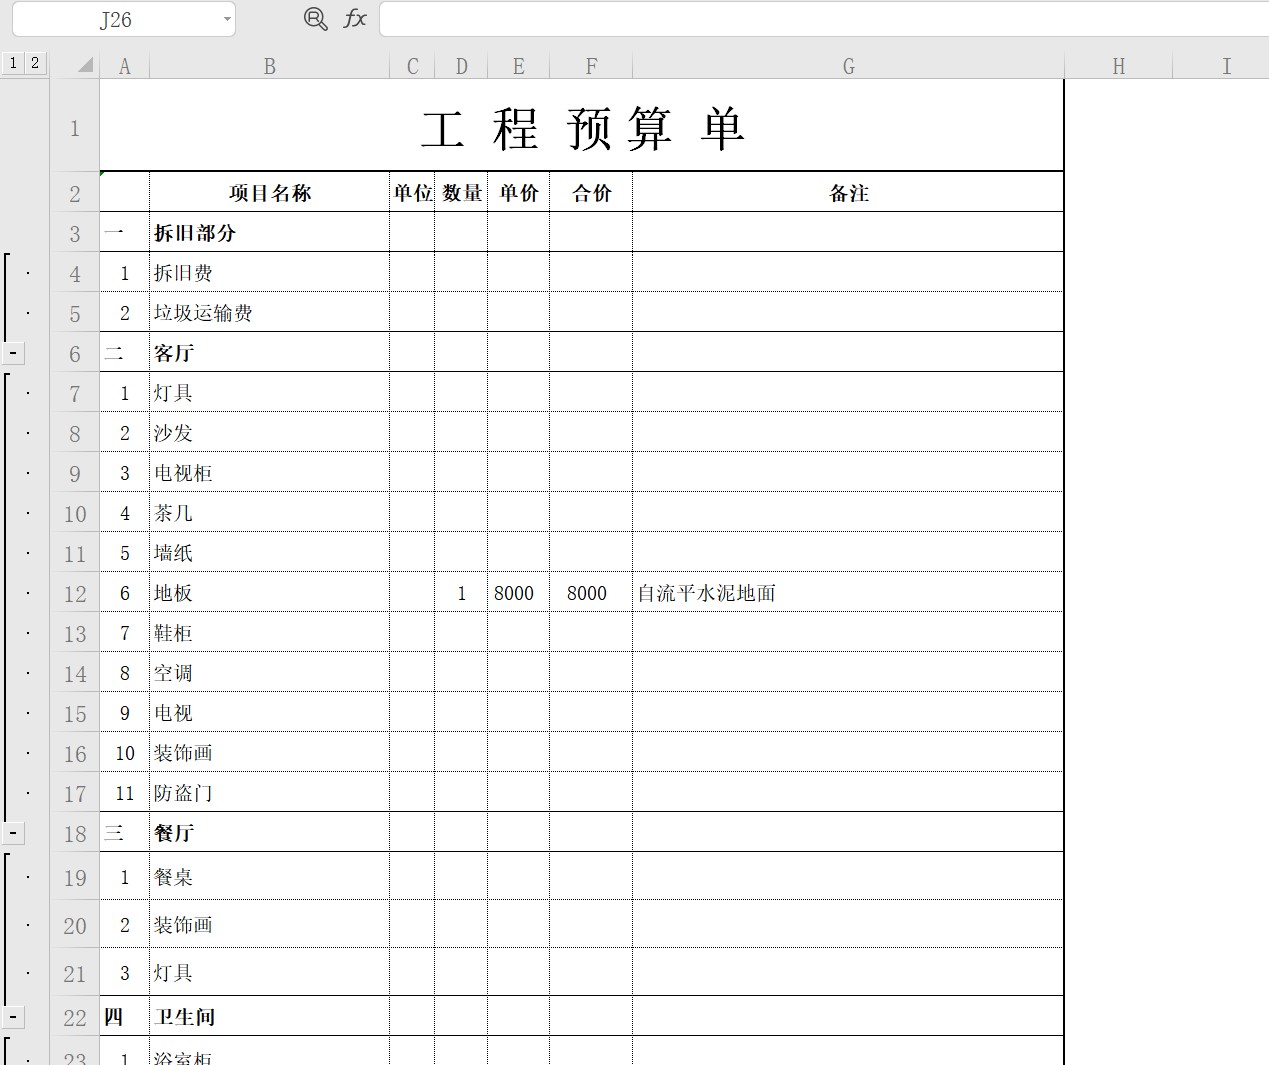 J26
fx
1 2
A B C D E F G H I
1 工 程 预 算 单
2 项目名称 单位 数量 单价 合价 备注
3 一 拆旧部分
4 1 拆旧费
5 2 垃圾运输费
6 二 客厅
7 1 灯具
8 2 沙发
9 3 电视柜
10 4 茶几
11 5 墙纸
12 6 地板 1 8000 8000 自流平水泥地面
13 7 鞋柜
14 8 空调
15 9 电视
16 10 装饰画
17 11 防盗门
18 三 餐厅
19 1 餐桌
20 2 装饰画
21 3 灯具
22 四 卫生间
23 1 浴室柜